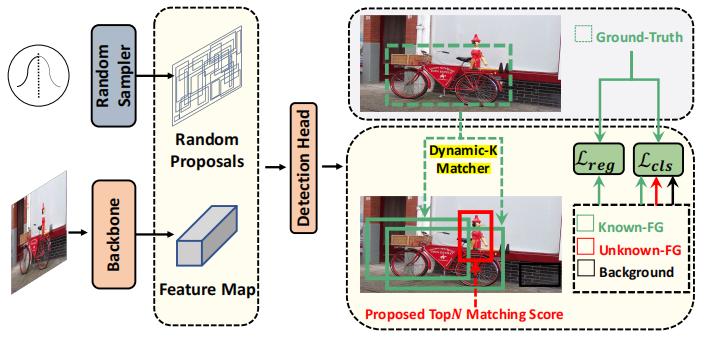 Random
Sampler
Random
Proposals
Backbone
Feature Map
Detection Head
Ground-Truth
Dynamic-K
Matcher
Proposed TopN Matching Score
ℒreg
ℒcls
Known-FG
Unknown-FG
Background